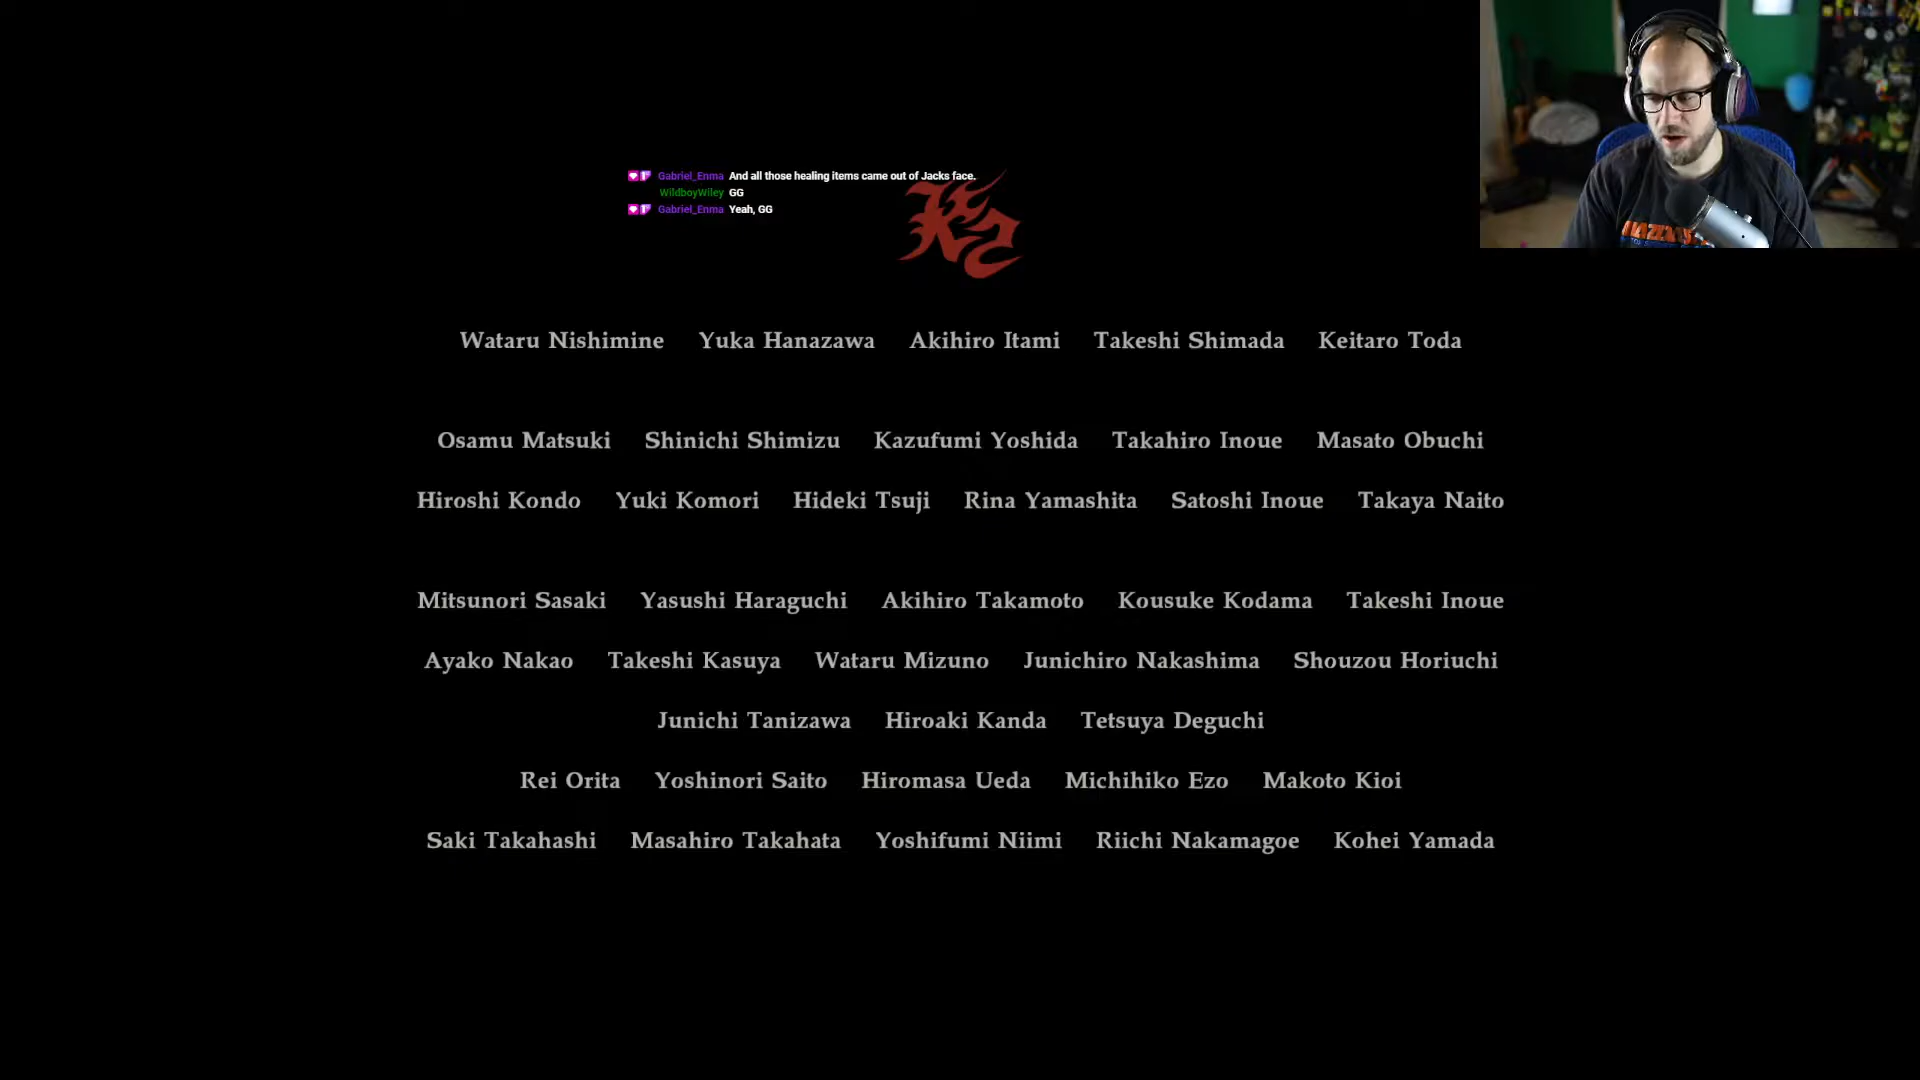 Gabriel_Enma And all those healing items came out of Jacks face.
WildboyWiley GG
Gabriel_Enma Yeah, GG
K2
Wataru Nishimine Yuka Hanazawa Akihiro Itami Takeshi Shimada Keitaro Toda
Osamu Matsuki Shinichi Shimizu Kazufumi Yoshida Takahiro Inoue Masato Obuchi
Hiroshi Kondo Yuki Komori Hideki Tsuji Rina Yamashita Satoshi Inoue Takaya Naito
Mitsunori Sasaki Yasushi Haraguchi Akihiro Takamoto Kousuke Kodama Takeshi Inoue
Ayako Nakao Takeshi Kasuya Wataru Mizuno Junichiro Nakashima Shouzou Horiuchi
Junichi Tanizawa Hiroaki Kanda Tetsuya Deguchi
Rei Orita Yoshinori Saito Hiromasa Ueda Michihiko Ezo Makoto Kioi
Saki Takahashi Masahiro Takahata Yoshifumi Niimi Riichi Nakamagoe Kohei Yamada